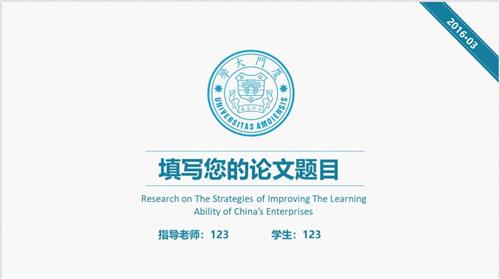 2016-03
學大門廈
UNIVERSITAS AMOIENSIS
填写您的论文题目
Research on The Strategies of Improving The Learning
Ability of China's Enterprises
指导老师：123 学生：123